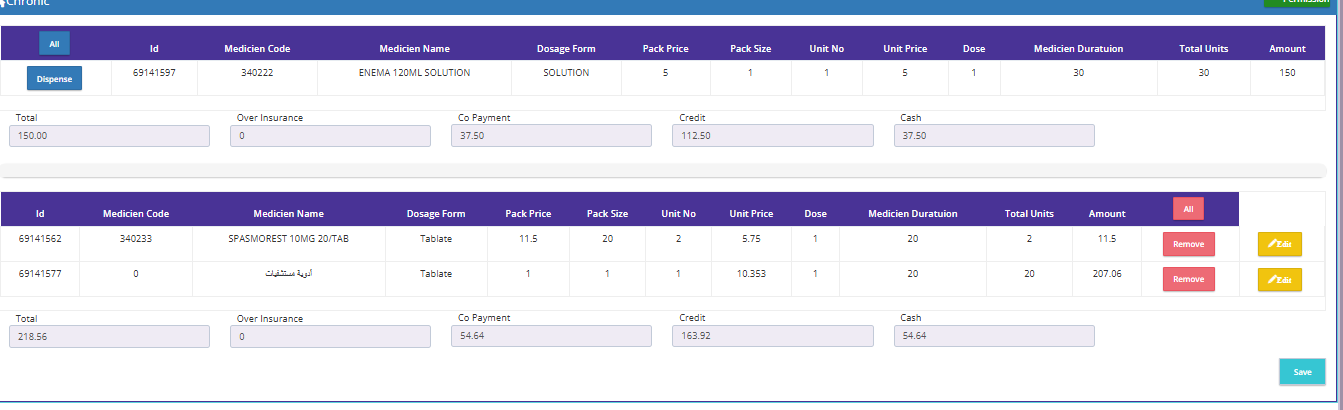 Chronic
Permission
All Id Medicien Code Medicien Name Dosage Form Pack Price Pack Size Unit No Unit Price Dose Medicien Duratuion Total Units Amount
Dispense 69141597 340222 ENEMA 120ML SOLUTION SOLUTION 5 1 1 5 1 30 30 150
Total Over Insurance Co Payment Credit Cash
150.00 0 37.50 112.50 37.50
Id Medicien Code Medicien Name Dosage Form Pack Price Pack Size Unit No Unit Price Dose Medicien Duratuion Total Units Amount All
69141562 340233 SPASMOREST 10MG 20/TAB Tablate 11.5 20 2 5.75 1 20 2 11.5 Remove Edit
69141577 0 أدوية مستشفيات Tablate 1 1 1 10.353 1 20 20 207.06 Remove Edit
Total Over Insurance Co Payment Credit Cash
218.56 0 54.64 163.92 54.64
Save